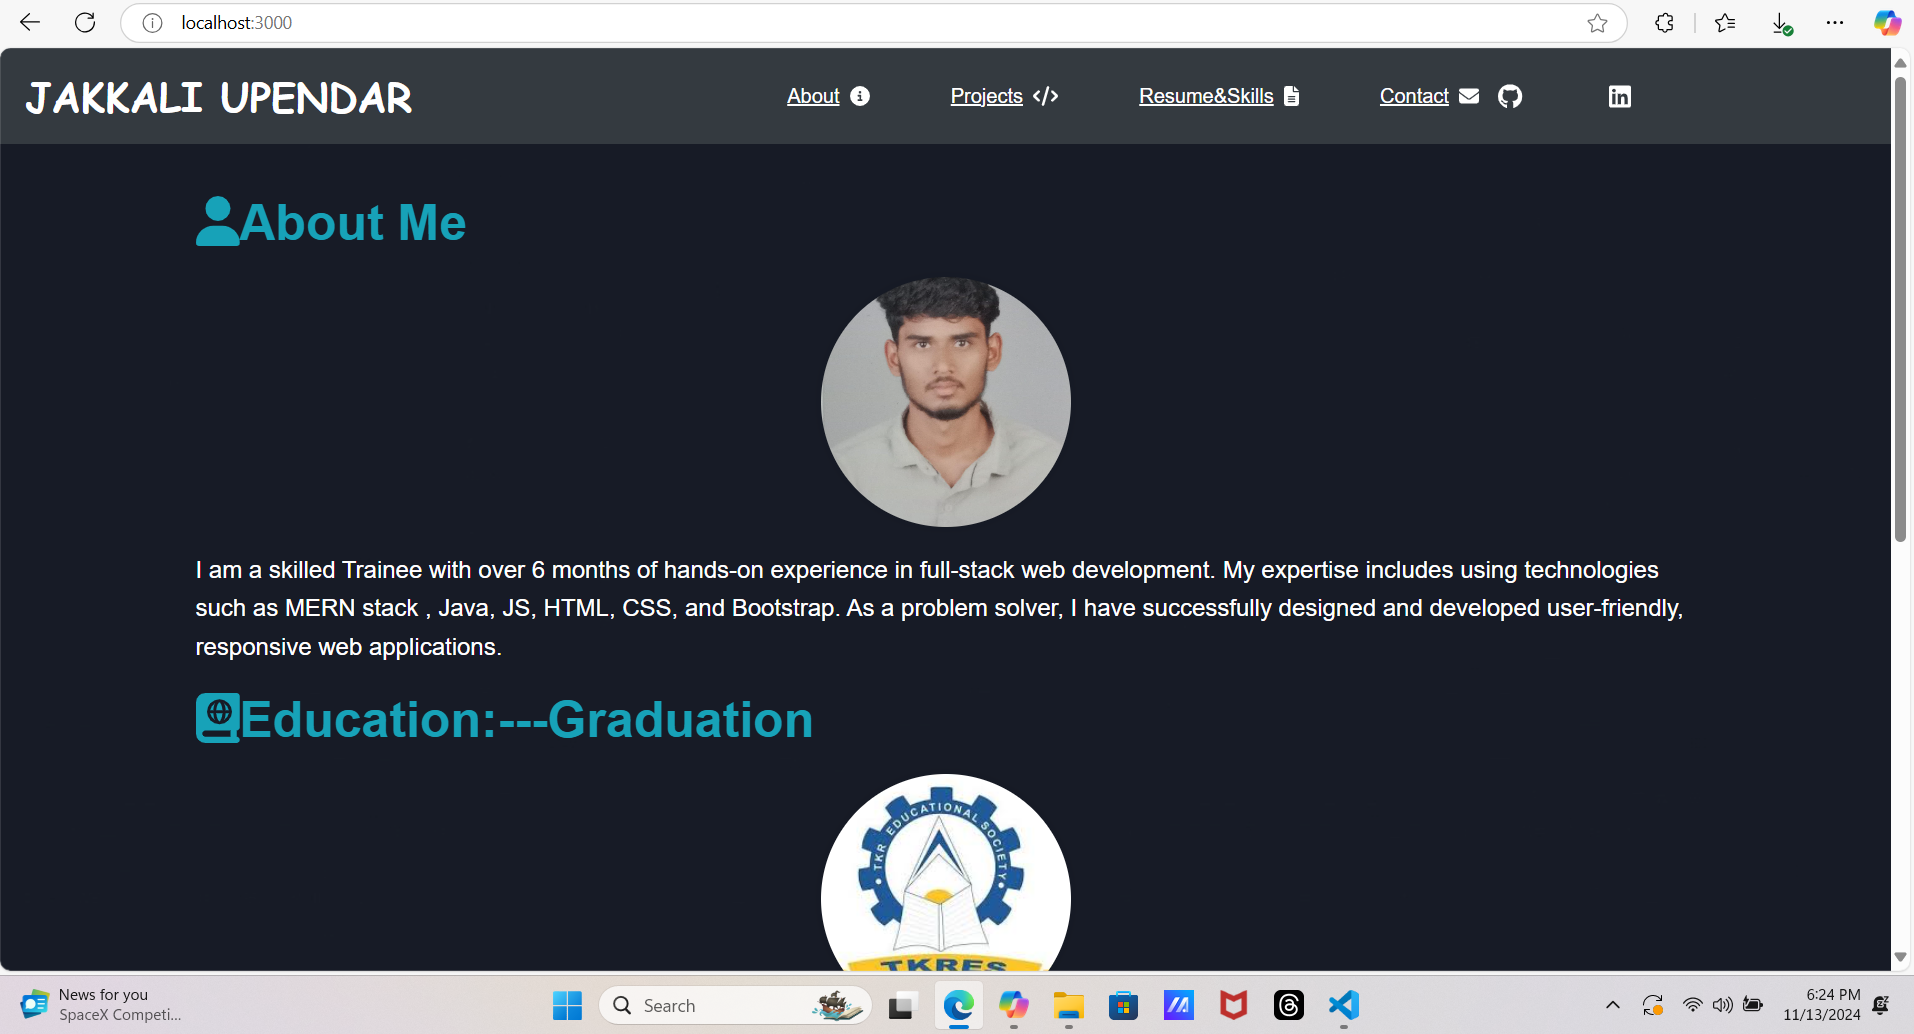 localhost:3000
JAKKALI UPENDAR
About
Projects
Resume&Skills
Contact
in
About Me
I am a skilled Trainee with over 6 months of hands-on experience in full-stack web development. My expertise includes using technologies
such as MERN stack , Java, JS, HTML, CSS, and Bootstrap. As a problem solver, I have successfully designed and developed user-friendly,
responsive web applications.
Education:---Graduation
TKR EDUCATIONAL SOCIETY
TKRES
News for you
SpaceX Competi...
Search
6:24 PM
11/13/2024